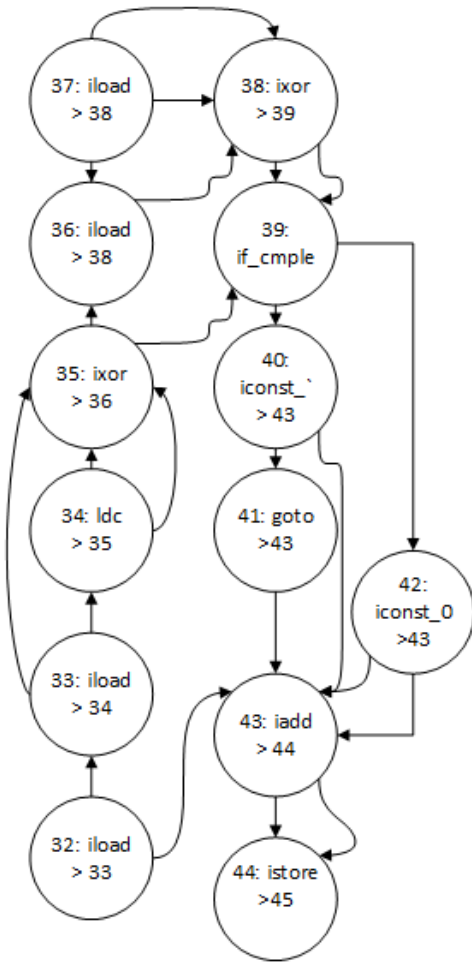 37: iload
> 38
38: ixor
> 39
36: iload
> 38
39:
if_cmple
35: ixor
> 36
40:
iconst_`
> 43
34: ldc
> 35
41: goto
>43
42:
iconst_0
>43
33: iload
> 34
43: iadd
> 44
32: iload
> 33
44: istore
>45